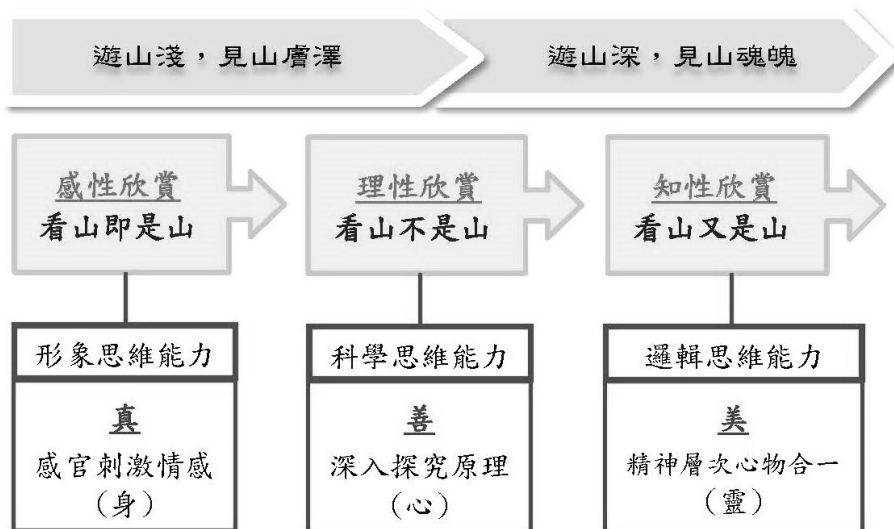 遊山淺，見山膚澤
遊山深，見山魂魄
感性欣賞
看山即是山
理性欣賞
看山不是山
知性欣賞
看山又是山
形象思維能力
真
感官刺激情感
（身）
科學思維能力
善
深入探究原理
（心）
邏輯思維能力
美
精神層次心物合一
（靈）